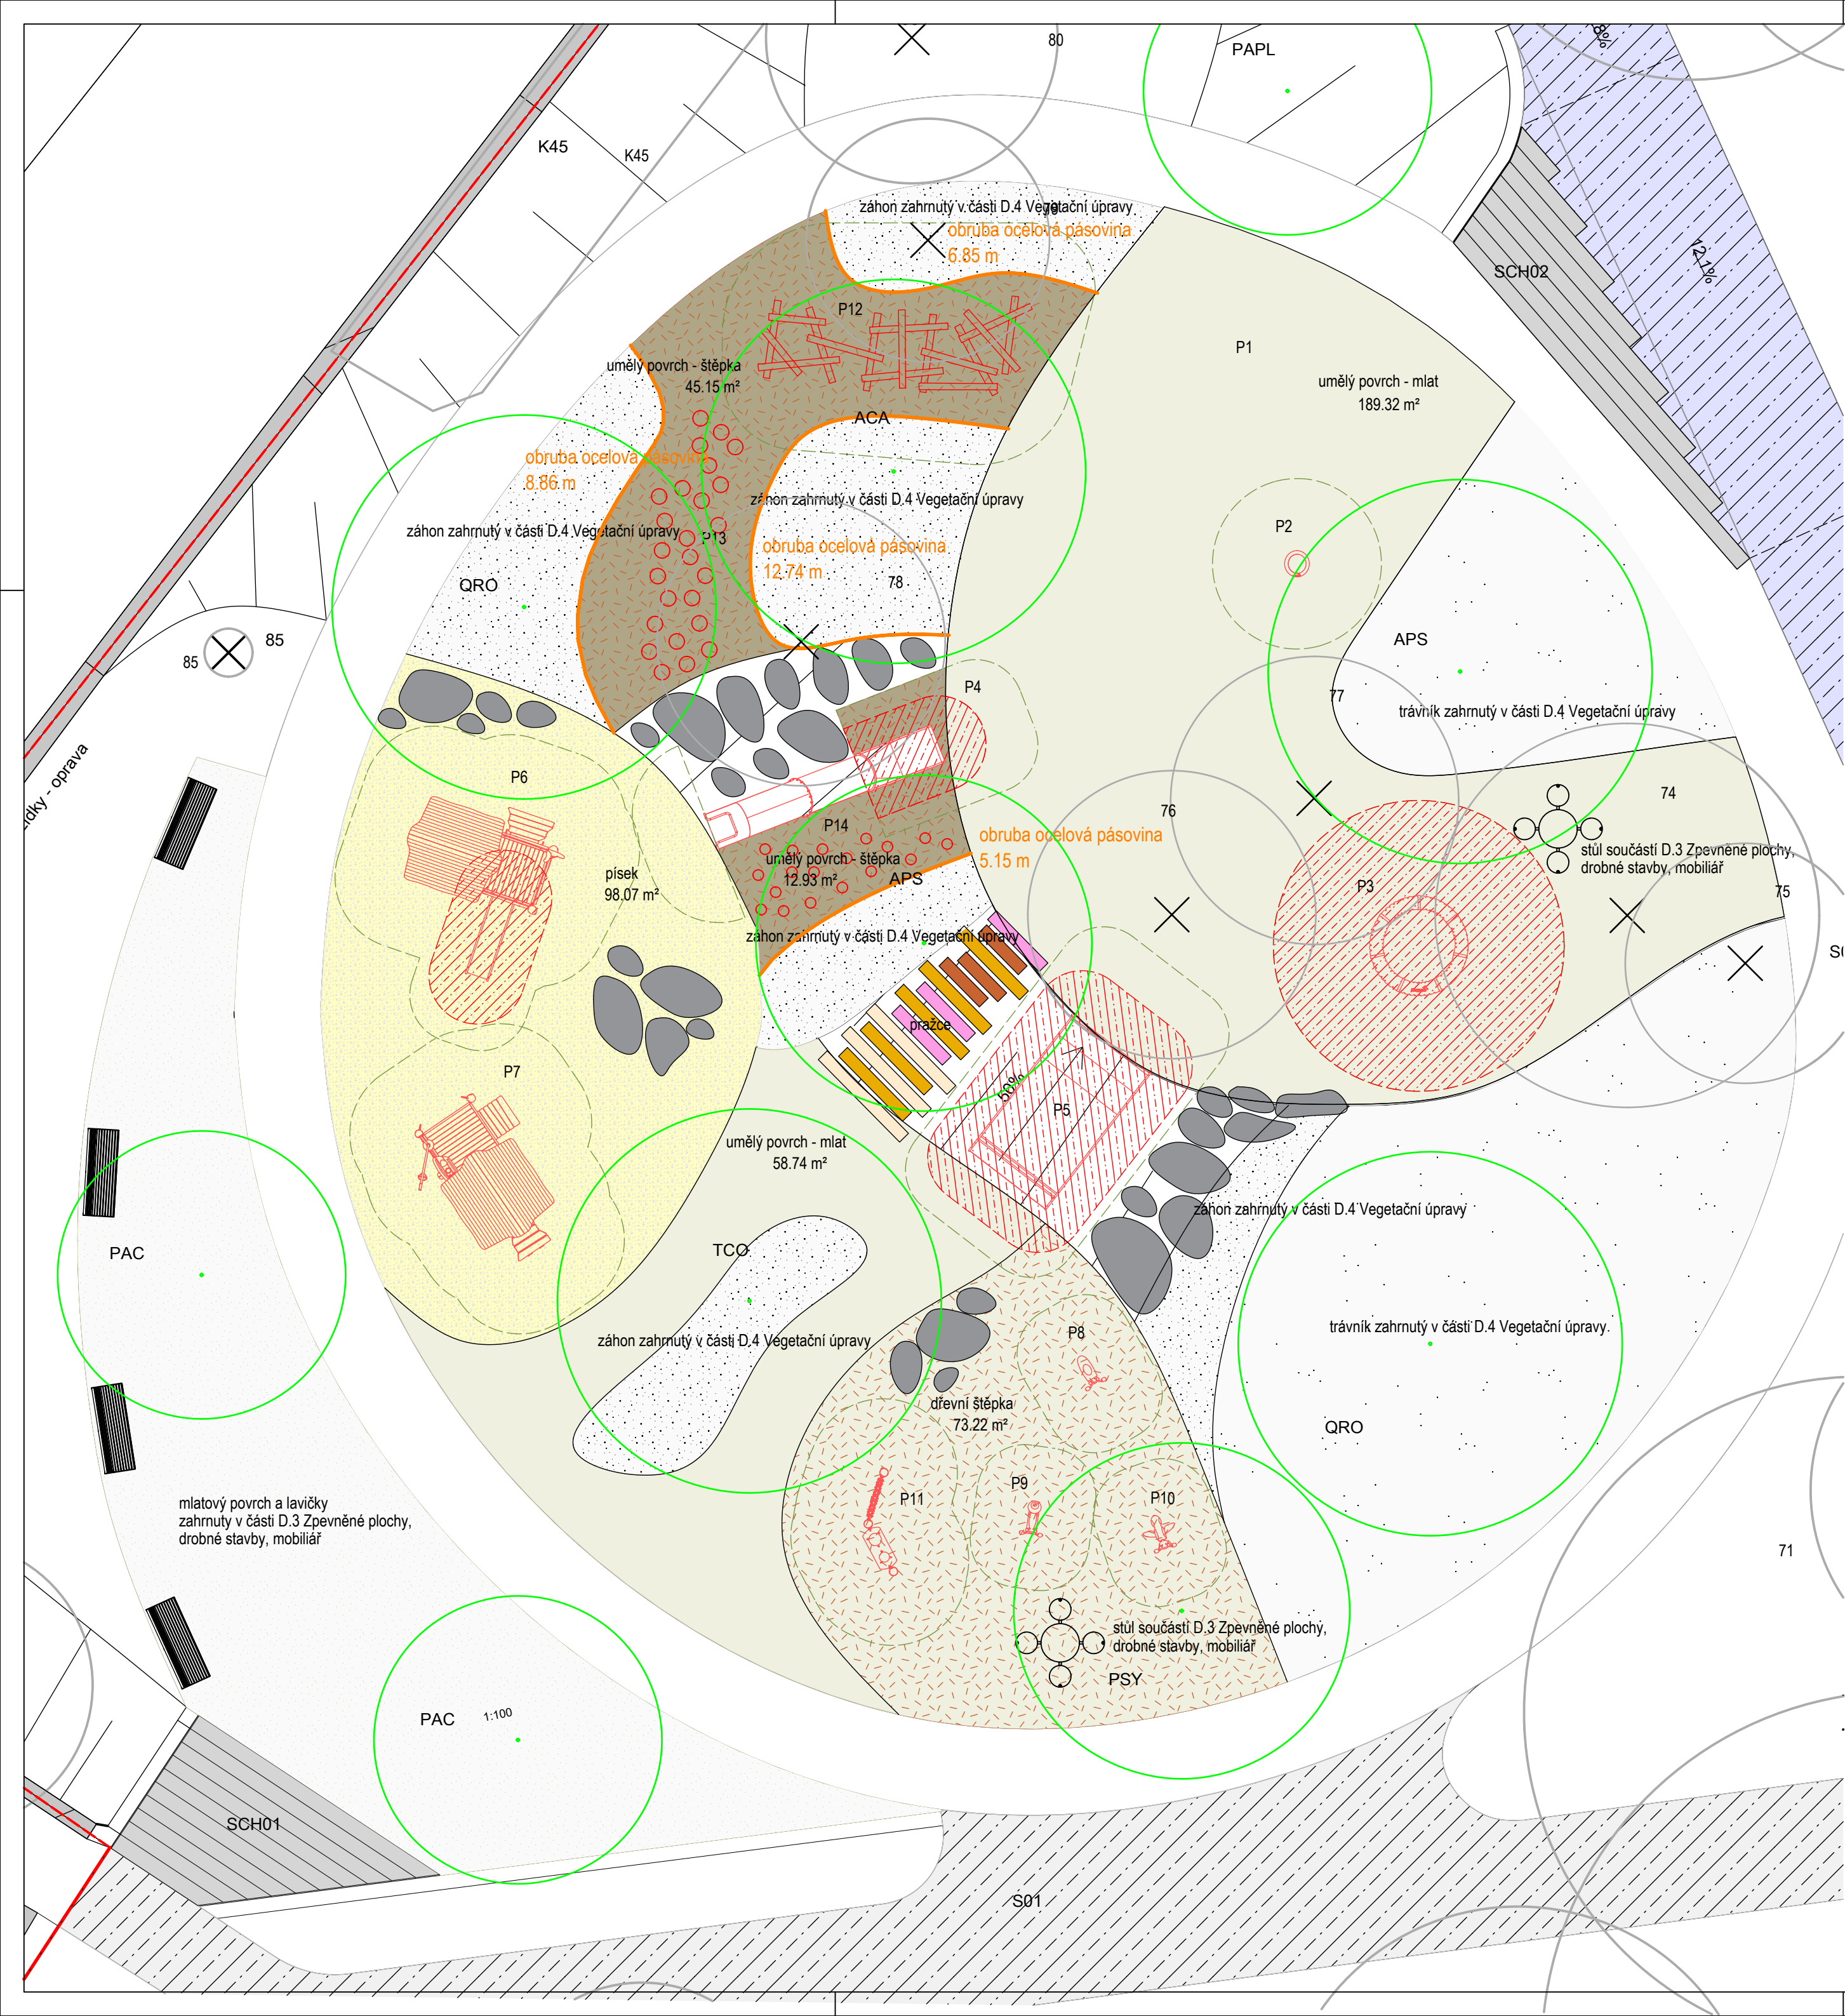 80
PAPL
8%
K45
K45
záhon zahrnutý v části D.4 Vegetační úpravy
79
obruba ocelová pásovina
6.85 m
12.1%
SCH02
P12
P1
umělý povrch - štěpka
45.15 m²
umělý povrch - mlat
189.32 m²
ACA
obruba ocelová pásovina
8.86 m
záhon zahrnutý v části D.4 Vegetační úpravy
záhon zahrnutý v části D.4 Vegetační úpravy
P13
P2
obruba ocelová pásovina
12.74 m
78
QRO
85
85
APS
P4
77
trávník zahrnutý v části D.4 Vegetační úpravy
- oprava
P6
74
76
P14
obruba ocelová pásovina
5.15 m
umělý povrch - štěpka
12.93 m²
APS
stůl součástí D.3 Zpevněné plochy,
drobné stavby, mobiliář
písek
98.07 m²
P3
75
záhon zahrnutý v části D.4 Vegetační úpravy
pražce
P7
50%
P5
umělý povrch - mlat
58.74 m²
záhon zahrnutý v části D.4 Vegetační úpravy
PAC
TCO
záhon zahrnutý v části D.4 Vegetační úpravy
P8
trávník zahrnutý v části D.4 Vegetační úpravy
dřevní štěpka
73.22 m²
QRO
P9
P11
P10
mlatový povrch a lavičky
zahrnuty v části D.3 Zpevněné plochy,
drobné stavby, mobiliář
71
stůl součástí D.3 Zpevněné plochy,
drobné stavby, mobiliář
PSY
PAC
1:100
SCH01
S01